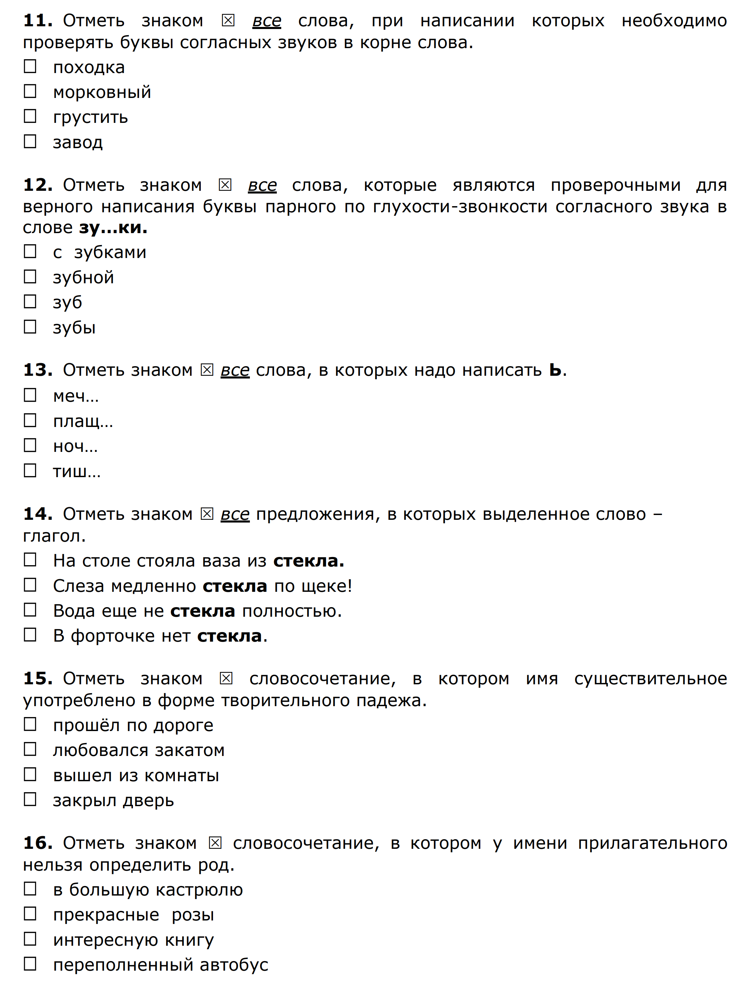 11. Отметь знаком ☒ все слова, при написании которых необходимо
проверять буквы согласных звуков в корне слова.
☐ походка
☐ морковный
☐ грустить
☐ завод
12. Отметь знаком ☒ все слова, которые являются проверочными для
верного написания буквы парного по глухости-звонкости согласного звука в
слове зу...ки.
☐ с зубками
☐ зубной
☐ зуб
☐ зубы
13. Отметь знаком ☒ все слова, в которых надо написать Ь.
☐ меч...
☐ плащ...
☐ ноч...
☐ тиш...
14. Отметь знаком ☒ все предложения, в которых выделенное слово –
глагол.
☐ На столе стояла ваза из стекла.
☐ Слеза медленно стекла по щеке!
☐ Вода еще не стекла полностью.
☐ В форточке нет стекла.
15. Отметь знаком ☒ словосочетание, в котором имя существительное
употреблено в форме творительного падежа.
☐ прошёл по дороге
☐ любовался закатом
☐ вышел из комнаты
☐ закрыл дверь
16. Отметь знаком ☒ словосочетание, в котором у имени прилагательного
нельзя определить род.
☐ в большую кастрюлю
☐ прекрасные розы
☐ интересную книгу
☐ переполненный автобус